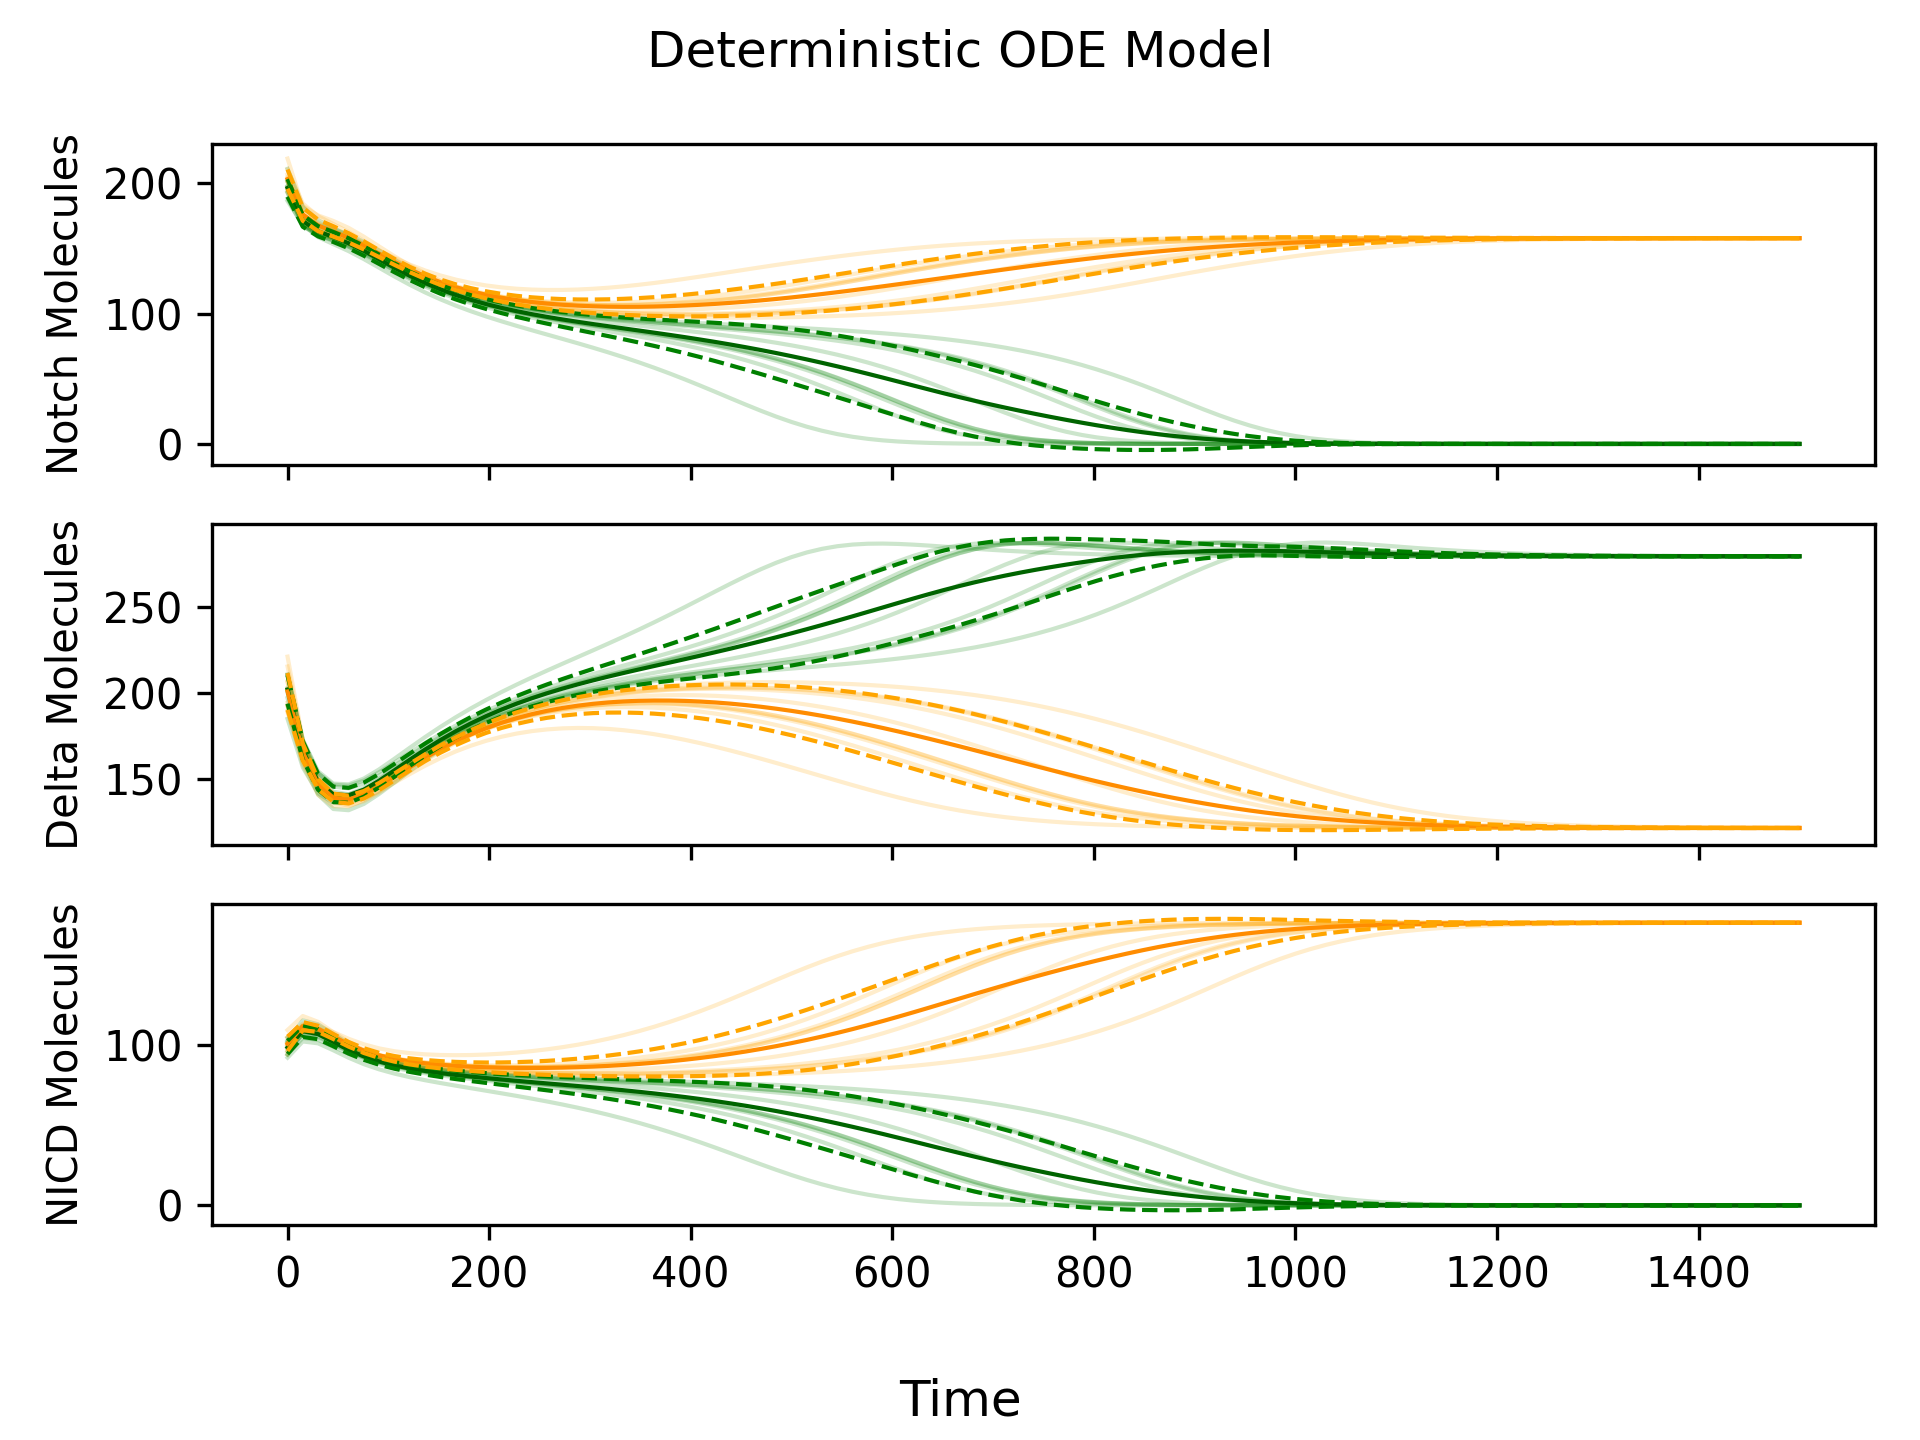 Deterministic ODE Model
Notch Molecules
200
100
0
Delta Molecules
250
200
150
NICD Molecules
100
0
0 200 400 600 800 1000 1200 1400
Time